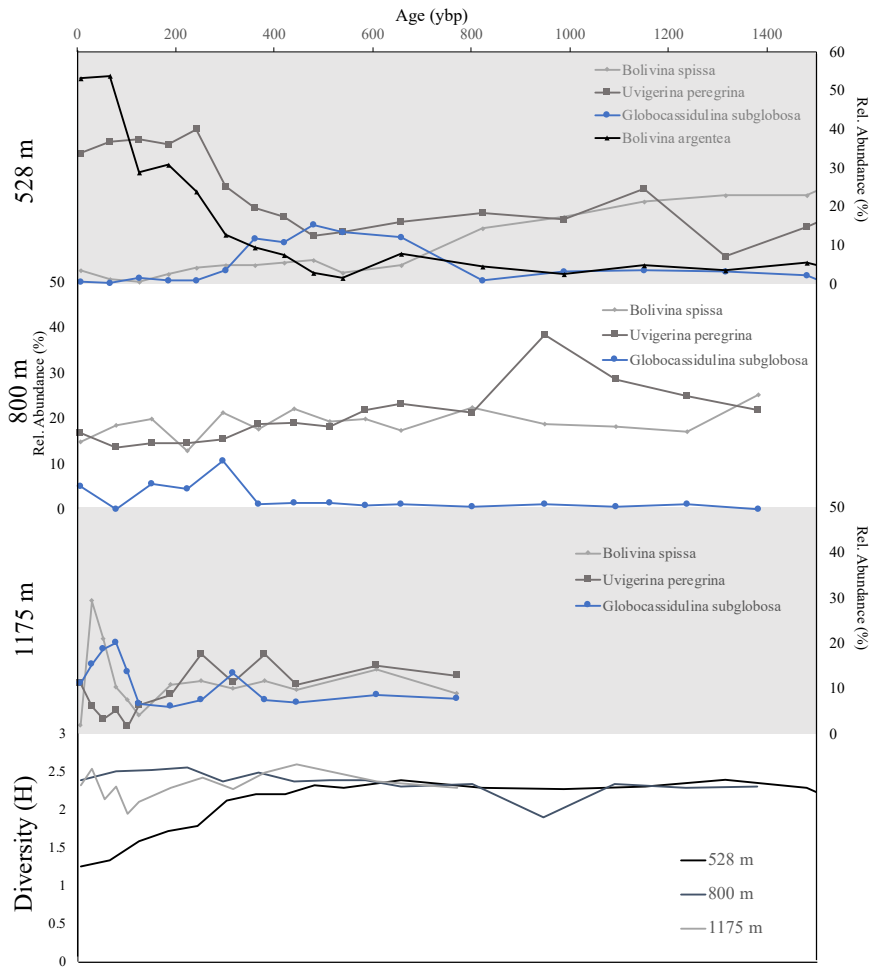 Age (ybp)
0 200 400 600 800 1000 1200 1400
528 m
Bolivina spissa
Uvigerina peregrina
Globocassidulina subglobosa
Bolivina argentea
60
50
40
30
20
10
0
Rel. Abundance (%)
800 m
Rel. Abundance (%)
50
40
30
20
10
0
Bolivina spissa
Uvigerina peregrina
Globocassidulina subglobosa
1175 m
Bolivina spissa
Uvigerina peregrina
Globocassidulina subglobosa
50
40
30
20
10
0
Rel. Abundance (%)
Diversity (H)
3
2.5
2
1.5
1
0.5
0
528 m
800 m
1175 m